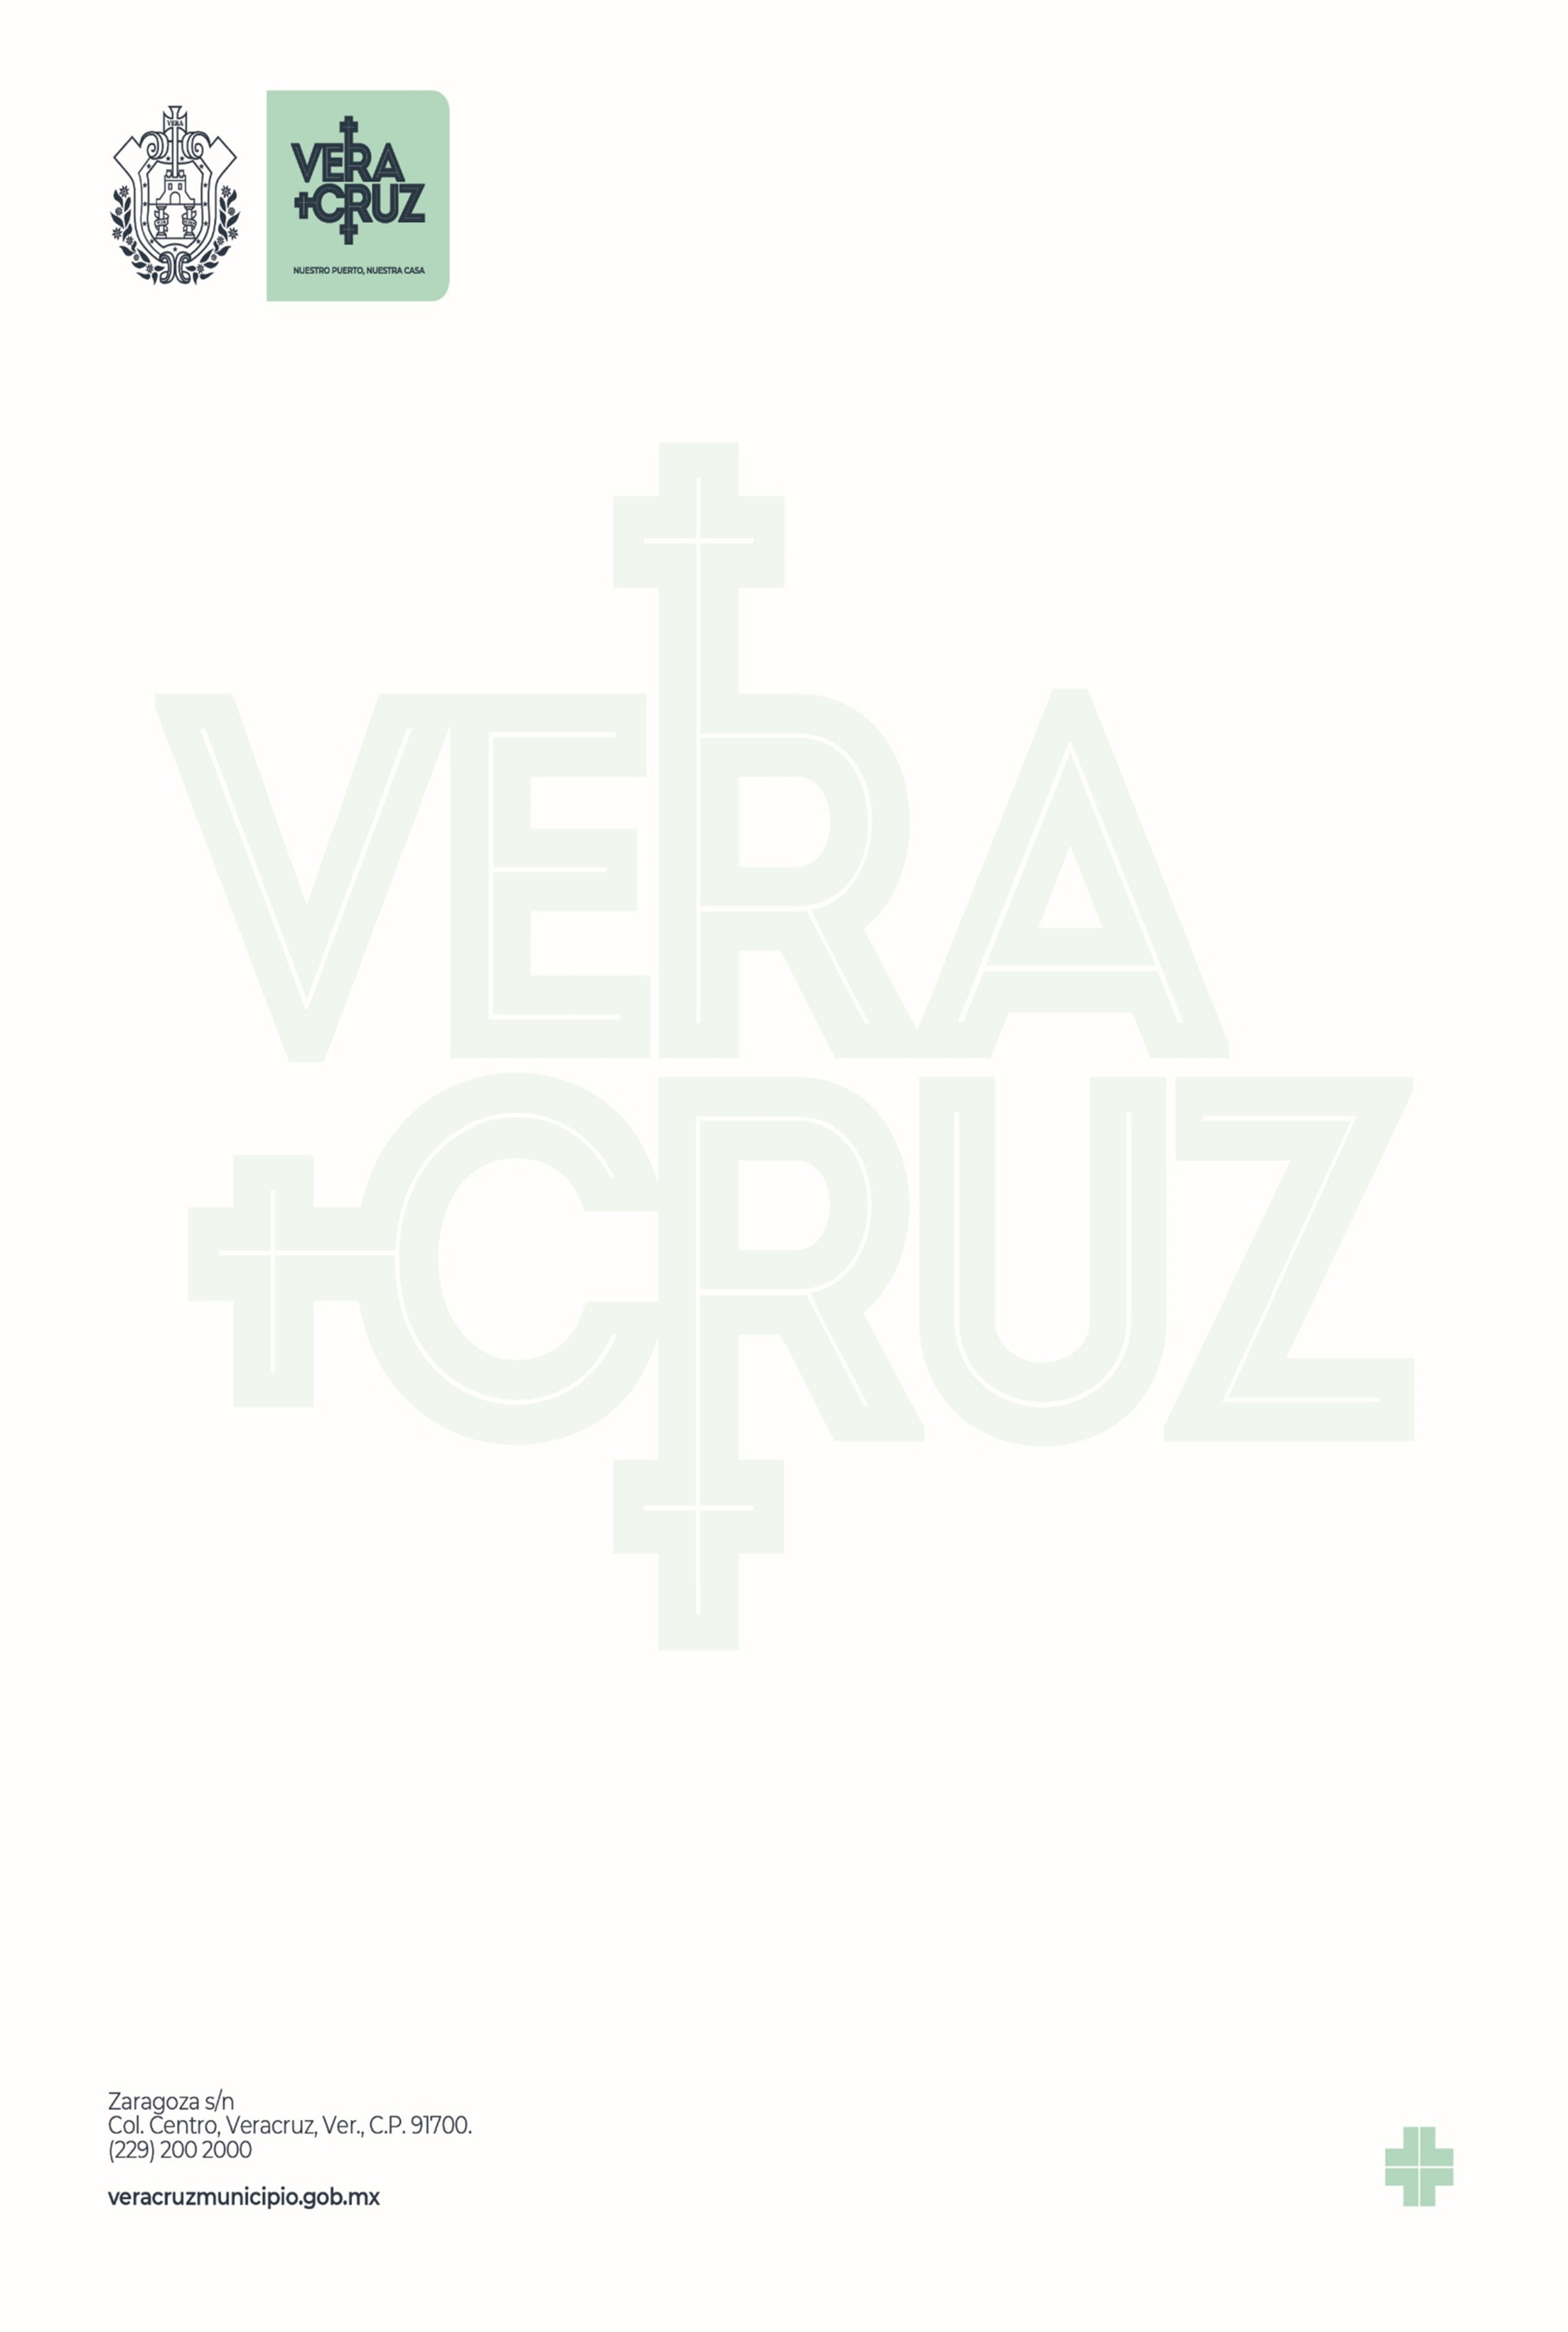 VERA
VERA
+CRUZ
NUESTRO PUERTO, NUESTRA CASA
VERA
+CRUZ
Zaragoza s/n
Col. Centro, Veracruz, Ver., C.P. 91700.
(229) 200 2000
veracruzmunicipio.gob.mx